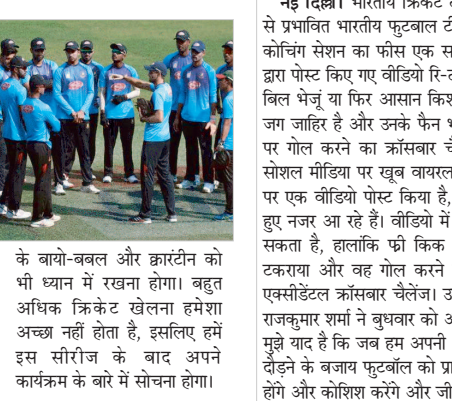 के बायो-बबल और क्वारंटीन को
भी ध्यान में रखना होगा। बहुत
अधिक क्रिकेट खेलना हमेशा
अच्छा नहीं होता है, इसलिए हमें
इस सीरीज के बाद अपने
कार्यक्रम के बारे में सोचना होगा।
नई दिल्ली। भारतीय क्रिकेट
से प्रभावित भारतीय फुटबाल
कोचिंग सेशन का फीस एक
द्वारा पोस्ट किए गए वीडियो
बिल भेजूं या फिर आसान
जग जाहिर है और उनके फैन
पर गोल करने का क्रॉसबार
सोशल मीडिया पर खूब वायरल
पर एक वीडियो पोस्ट किया है,
हुए नजर आ रहे हैं। वीडियो में
सकता है, हालांकि फ्री किक
टकराया और वह गोल करने
एक्सीडेंटल क्रॉसबार चैलेंज।
राजकुमार शर्मा ने बुधवार को
मुझे याद है कि जब हम अपनी
दौड़ने के बजाय फुटबॉल को
होंगे और कोशिश करेंगे और